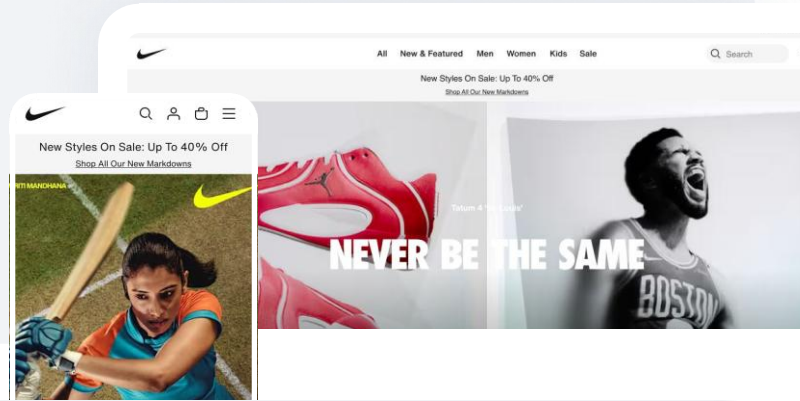 All New & Featured Men Women Kids Sale
Search
New Styles On Sale: Up To 40% Off
Shop All Our New Markdowns
Tatum 4
NEVER BE THE SAME
BOSTON
New Styles On Sale: Up To 40% Off
Shop All Our New Markdowns
MANDHANA